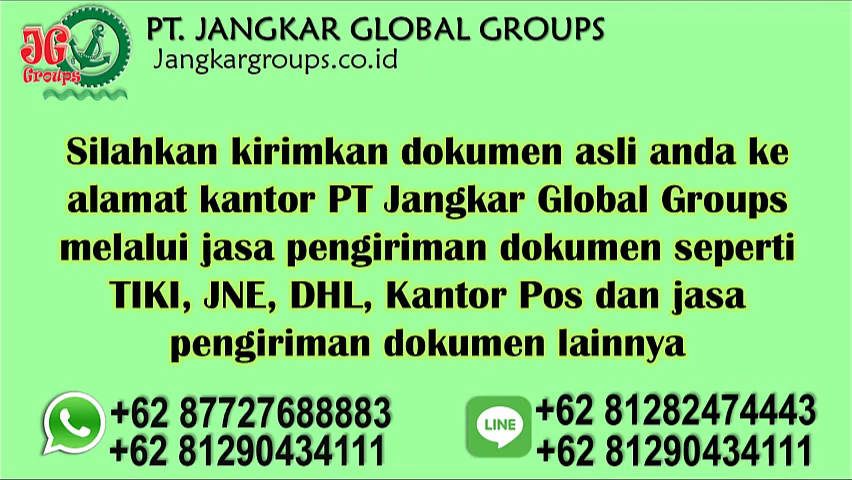 JG
Groups
PT. JANGKAR GLOBAL GROUPS
Jangkargroups.co.id
Silahkan kirimkan dokumen asli anda ke
alamat kantor PT Jangkar Global Groups
melalui jasa pengiriman dokumen seperti
TIKI, JNE, DHL, Kantor Pos dan jasa
pengiriman dokumen lainnya
+62 87727688883
+62 81290434111
LINE
+62 81282474443
+62 81290434111